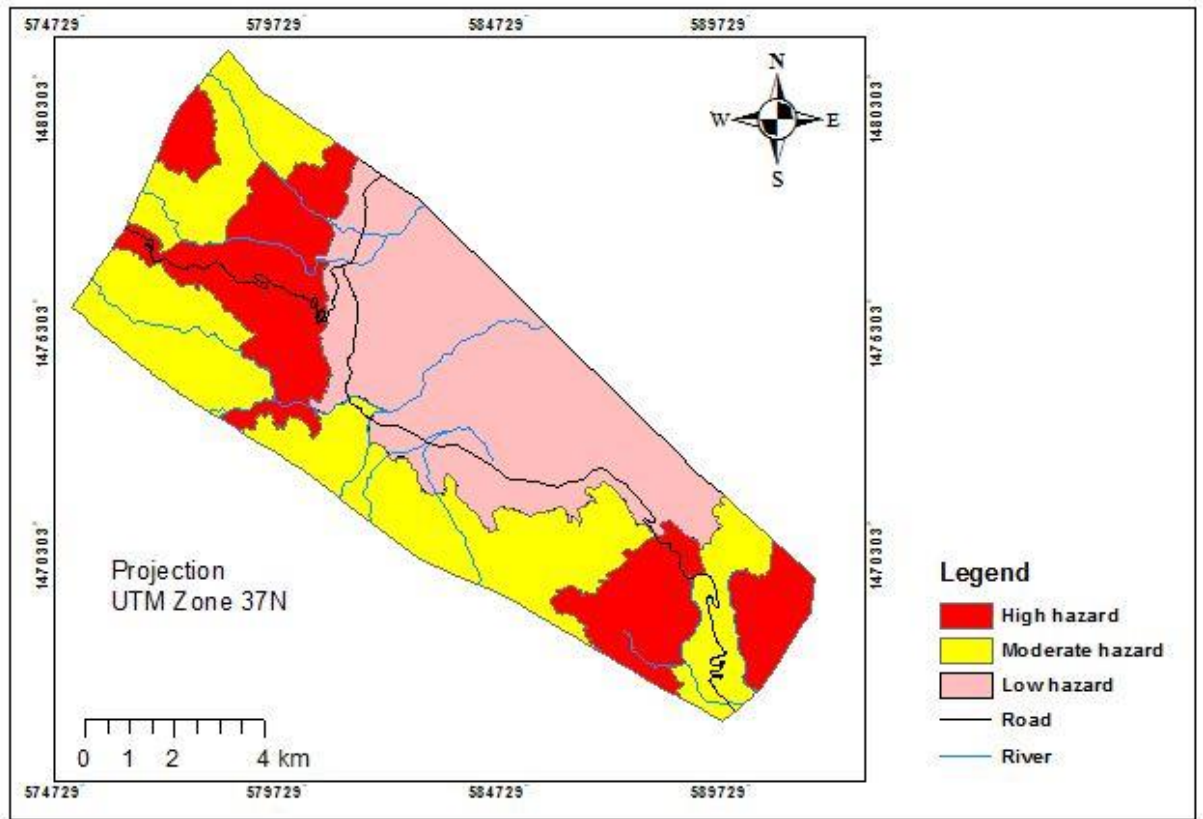 574729° 579729° 584729° 589729°
N
W E
S
1480303° 1480303°
1475303° 1475303°
1470303° 1470303°
Projection
UTM Zone 37N
Legend
High hazard
Moderate hazard
Low hazard
Road
River
0 1 2 4 km
574729° 579729° 584729° 589729°